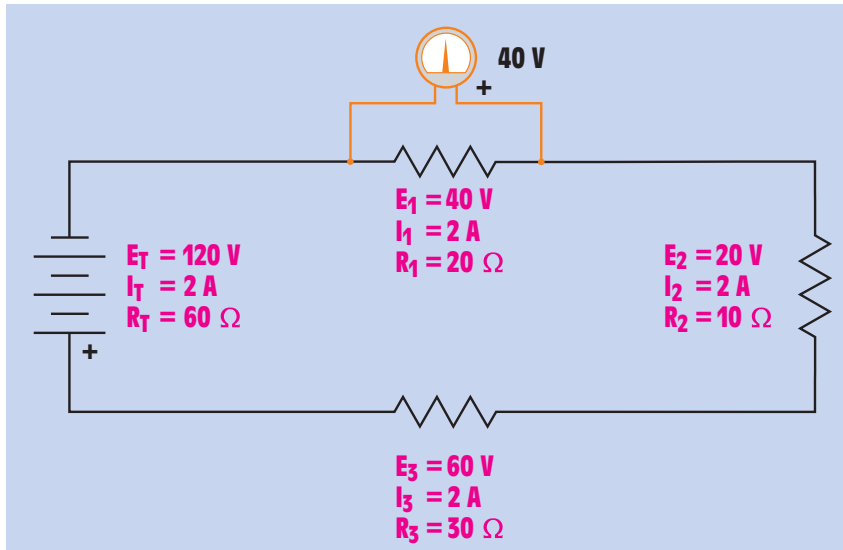 40 V
+
E1 = 40 V
I1 = 2 A
R1 = 20 Ω
ET = 120 V
IT = 2 A
RT = 60 Ω
+
E2 = 20 V
I2 = 2 A
R2 = 10 Ω
E3 = 60 V
I3 = 2 A
R3 = 30 Ω